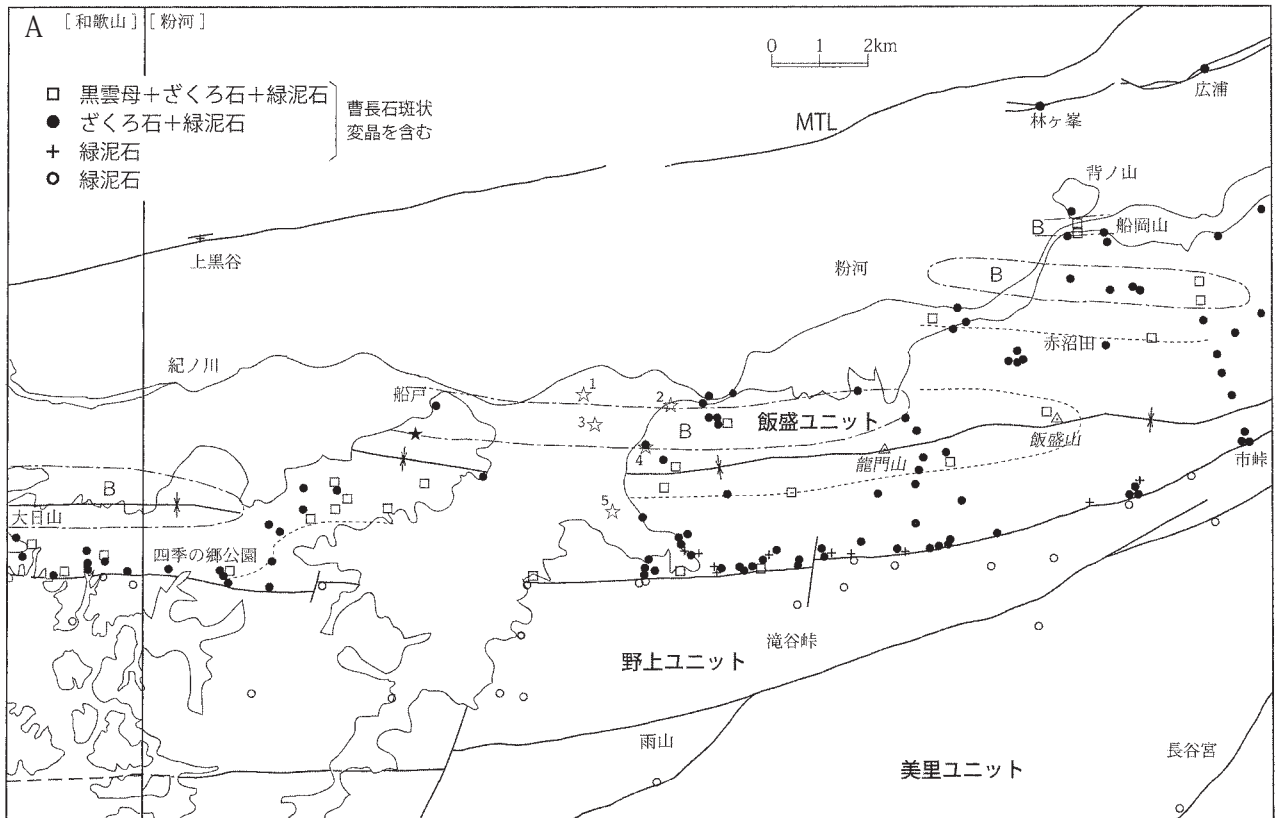 A
[和歌山][粉河]
0 1 2km
□ 黒雲母+ざくろ石+緑泥石
● ざくろ石+緑泥石
+ 緑泥石
○ 緑泥石
曹長石斑状
変晶を含む
MTL
広浦
林ヶ峯
背ノ山
B
船岡山
上黒谷
粉河
B
赤沼田
紀ノ川
船戸
1
2
3
飯盛ユニット
B
飯盛山
4
龍門山
市峠
B
5
大日山
四季の郷公園
滝谷峠
野上ユニット
雨山
長谷宮
美里ユニット